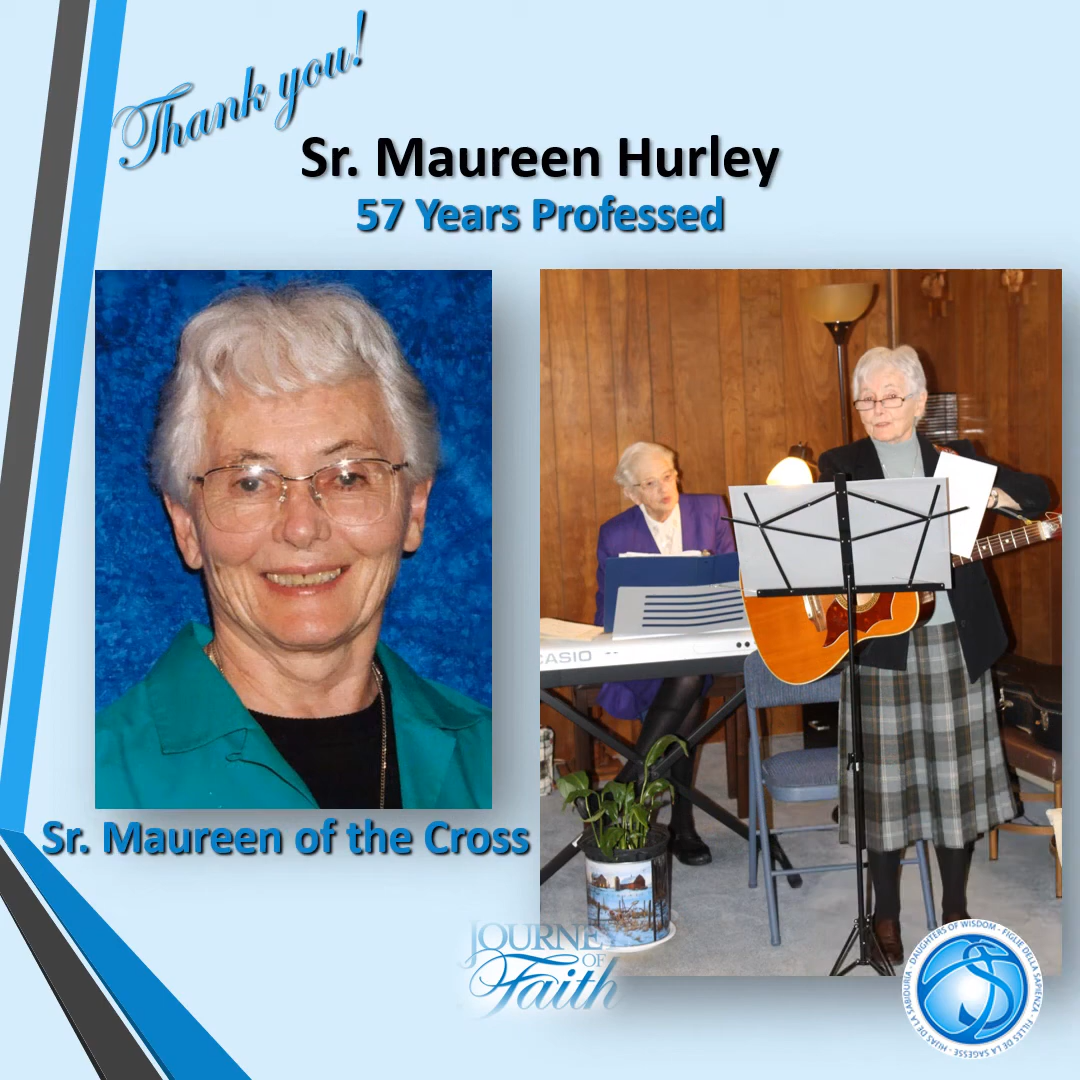 Thank you!
Sr. Maureen Hurley
57 Years Professed
CASIO
Sr. Maureen of the Cross
JOURNEY
OF
Faith
DAUGHTERS OF WISDOM - FIGLIE DELLA SAPIENZA - FILLES DE LA SAGESSE - HIJAS DE LA SABIDURIA -